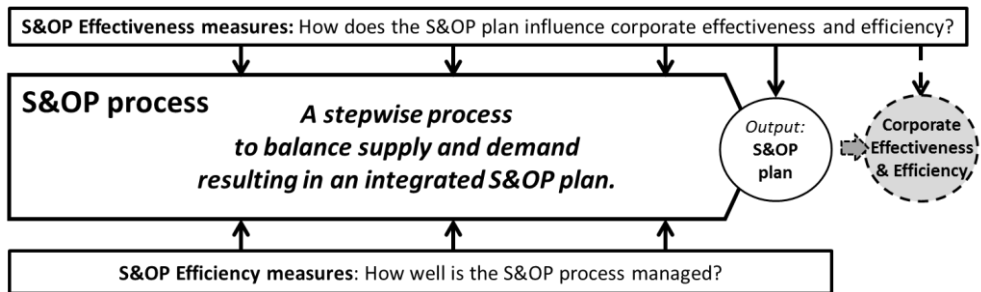 S&OP Effectiveness measures: How does the S&OP plan influence corporate effectiveness and efficiency?
S&OP process
A stepwise process
to balance supply and demand
resulting in an integrated S&OP plan.
Output:
S&OP
plan
Corporate
Effectiveness
& Efficiency
S&OP Efficiency measures: How well is the S&OP process managed?